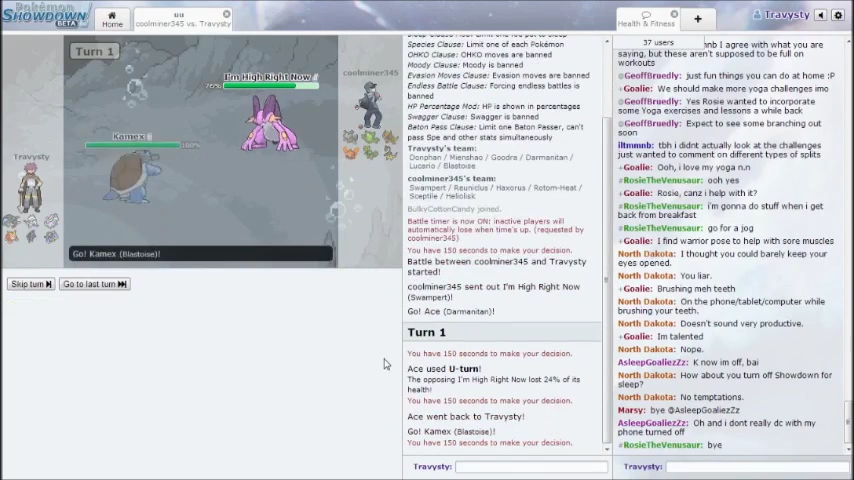 Pokémon
Showdown
BETA
Home
uu
coolminer345 vs. Travysty
Health & Fitness
+
Travysty
Turn 1
I'm High Right Now
76%
coolminer345
Kamex
100%
Travysty
Go! Kamex (Blastoise)!
Skip turn
Go to last turn
Species Clause: Limit one of each Pokémon
OHKO Clause: OHKO moves are banned
Moody Clause: Moody is banned
Evasion Moves Clause: Evasion moves are banned
Endless Battle Clause: Forcing endless battles is
banned
HP Percentage Mod: HP is shown in percentages
Swagger Clause: Swagger is banned
Baton Pass Clause: Limit one Baton Passer, can't
pass Spe and other stats simultaneously
Travysty's team:
Donphan / Mienshao / Goodra / Darmanitan /
Lucario / Blastoise
coolminer345's team:
Swampert / Reuniclus / Haxorus / Rotom-Heat /
Sceptile / Heliolisk
BulkyCottonCandy joined.
Battle timer is now ON: inactive players will
automatically lose when time's up. (requested by
coolminer345)
You have 150 seconds to make your decision.
Battle between coolminer345 and Travysty
started!
coolminer345 sent out I'm High Right Now
(Swampert)!
Go! Ace (Darmanitan)!
Turn 1
You have 150 seconds to make your decision.
Ace used U-turn!
The opposing I'm High Right Now lost 24% of its
health!
You have 150 seconds to make your decision.
Ace went back to Travysty!
Go! Kamex (Blastoise)!
You have 150 seconds to make your decision.
Travysty:
37 users
I agree with what you are
saying, but these aren't supposed to be full on
workouts
@GeoffBruedly: just fun things you can do at home :P
+Goalie: We should make more yoga challenges imo
@GeoffBruedly: Yes Rosie wanted to incorporate
some Yoga exercises and lessons a while back
@GeoffBruedly: Expect to see some branching out
soon
iltmmnb: tbh i didnt actually look at the challenges
just wanted to comment on different types of splits
+Goalie: Ooh, i love my yoga n.n
#RosieTheVenusaur: ooh yes
+Goalie: Rosie, canz i help with it?
#RosieTheVenusaur: i'm gonna do stuff when i get
back from breakfast
#RosieTheVenusaur: go for a jog
+Goalie: I find warrior pose to help with sore muscles
North Dakota: I thought you could barely keep your
eyes opened.
North Dakota: You liar.
+Goalie: Brushing meh teeth
North Dakota: On the phone/tablet/computer while
brushing your teeth.
North Dakota: Doesn't sound very productive.
+Goalie: Im talented
North Dakota: Nope.
AsleepGoaliezZz: K now im off, bai
North Dakota: How about you turn off Showdown for
sleep?
North Dakota: No temptations.
Marsy: bye @AsleepGoaliezZz
AsleepGoaliezZz: Oh and i dont really dc with my
phone turned off
#RosieTheVenusaur: bye
Travysty: